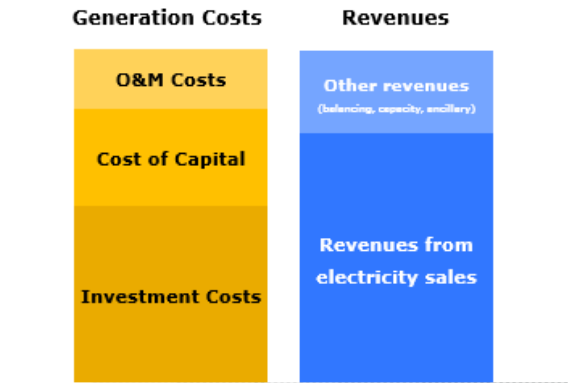 Generation Costs
Revenues
O&M Costs
Cost of Capital
Investment Costs
Other revenues
(balancing, capacity, ancillary)
Revenues from
electricity sales